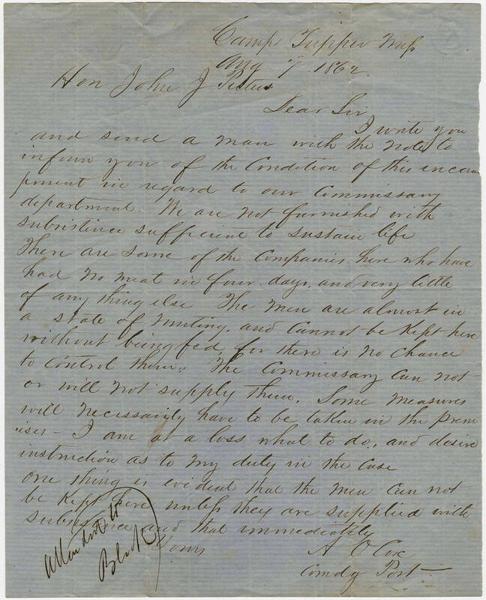 Camp Tupper Miss
Aug 7 1862
Hon John J Pettus
Dear Sir
I write you
and send a man with the note to
inform you of the Condition of this incam
pment in regard to our Commissary
department. We are not furnished with
subsistence sufficient to sustain life
There are some of the Companies here who have
had no meat in four days, and very little
of any thing else The men are almost in
a state of mutiny, and cannot be kept here
without being fed, for there is no chance
to control them. The Commissary can not
or will not supply them. Some measures
will necessarily have to be taken in the prem
ises — I am at a loss what to do, and desire
instruction as to my duty in the case
one thing is evident that the men can not
be kept here unless they are supplied with
subsistence and that immediately
Yours
A O Cox
Comdg Post